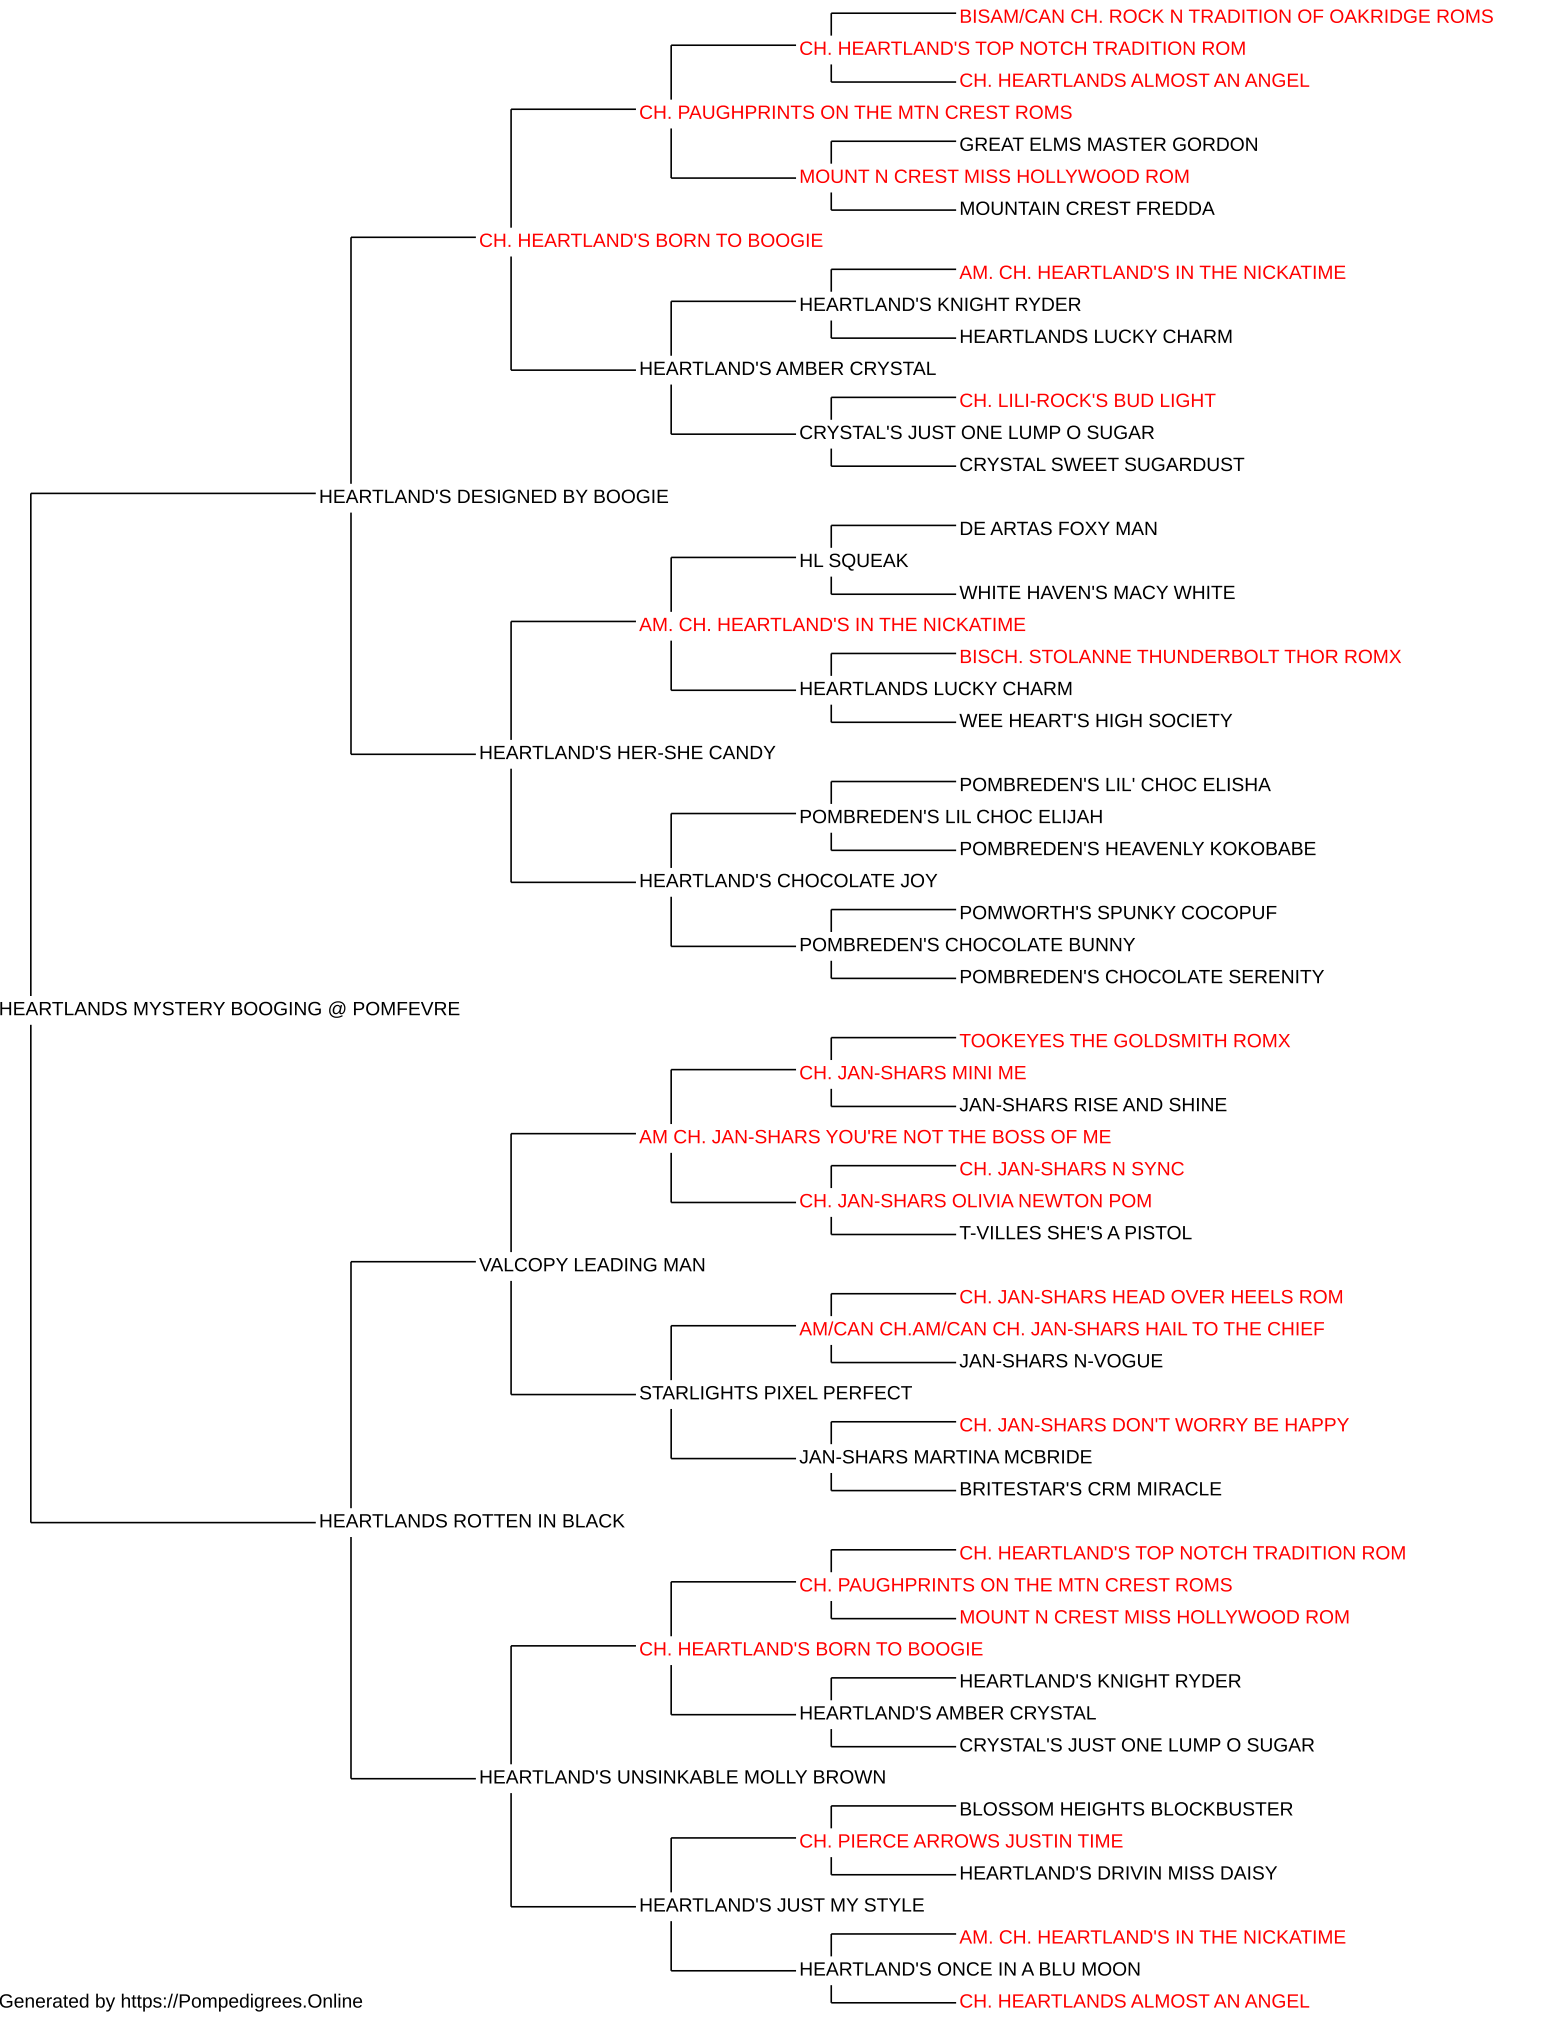 BISAM/CAN CH. ROCK N TRADITION OF OAKRIDGE ROMS
CH. HEARTLAND'S TOP NOTCH TRADITION ROM
CH. HEARTLANDS ALMOST AN ANGEL
CH. PAUGHPRINTS ON THE MTN CREST ROMS
GREAT ELMS MASTER GORDON
MOUNT N CREST MISS HOLLYWOOD ROM
MOUNTAIN CREST FREDDA
CH. HEARTLAND'S BORN TO BOOGIE
AM. CH. HEARTLAND'S IN THE NICKATIME
HEARTLAND'S KNIGHT RYDER
HEARTLANDS LUCKY CHARM
HEARTLAND'S AMBER CRYSTAL
CH. LILI-ROCK'S BUD LIGHT
CRYSTAL'S JUST ONE LUMP O SUGAR
CRYSTAL SWEET SUGARDUST
HEARTLAND'S DESIGNED BY BOOGIE
DE ARTAS FOXY MAN
HL SQUEAK
WHITE HAVEN'S MACY WHITE
AM. CH. HEARTLAND'S IN THE NICKATIME
BISCH. STOLANNE THUNDERBOLT THOR ROMX
HEARTLANDS LUCKY CHARM
WEE HEART'S HIGH SOCIETY
HEARTLAND'S HER-SHE CANDY
POMBREDEN'S LIL' CHOC ELISHA
POMBREDEN'S LIL CHOC ELIJAH
POMBREDEN'S HEAVENLY KOKOBABE
HEARTLAND'S CHOCOLATE JOY
POMWORTH'S SPUNKY COCOPUF
POMBREDEN'S CHOCOLATE BUNNY
POMBREDEN'S CHOCOLATE SERENITY
HEARTLANDS MYSTERY BOOGING @ POMFEVRE
TOOKEYES THE GOLDSMITH ROMX
CH. JAN-SHARS MINI ME
JAN-SHARS RISE AND SHINE
AM CH. JAN-SHARS YOU'RE NOT THE BOSS OF ME
CH. JAN-SHARS N SYNC
CH. JAN-SHARS OLIVIA NEWTON POM
T-VILLES SHE'S A PISTOL
VALCOPY LEADING MAN
CH. JAN-SHARS HEAD OVER HEELS ROM
AM/CAN CH.AM/CAN CH. JAN-SHARS HAIL TO THE CHIEF
JAN-SHARS N-VOGUE
STARLIGHTS PIXEL PERFECT
CH. JAN-SHARS DON'T WORRY BE HAPPY
JAN-SHARS MARTINA MCBRIDE
BRITESTAR'S CRM MIRACLE
HEARTLANDS ROTTEN IN BLACK
CH. HEARTLAND'S TOP NOTCH TRADITION ROM
CH. PAUGHPRINTS ON THE MTN CREST ROMS
MOUNT N CREST MISS HOLLYWOOD ROM
CH. HEARTLAND'S BORN TO BOOGIE
HEARTLAND'S KNIGHT RYDER
HEARTLAND'S AMBER CRYSTAL
CRYSTAL'S JUST ONE LUMP O SUGAR
HEARTLAND'S UNSINKABLE MOLLY BROWN
BLOSSOM HEIGHTS BLOCKBUSTER
CH. PIERCE ARROWS JUSTIN TIME
HEARTLAND'S DRIVIN MISS DAISY
HEARTLAND'S JUST MY STYLE
AM. CH. HEARTLAND'S IN THE NICKATIME
HEARTLAND'S ONCE IN A BLU MOON
CH. HEARTLANDS ALMOST AN ANGEL
Generated by https://Pompedigrees.Online